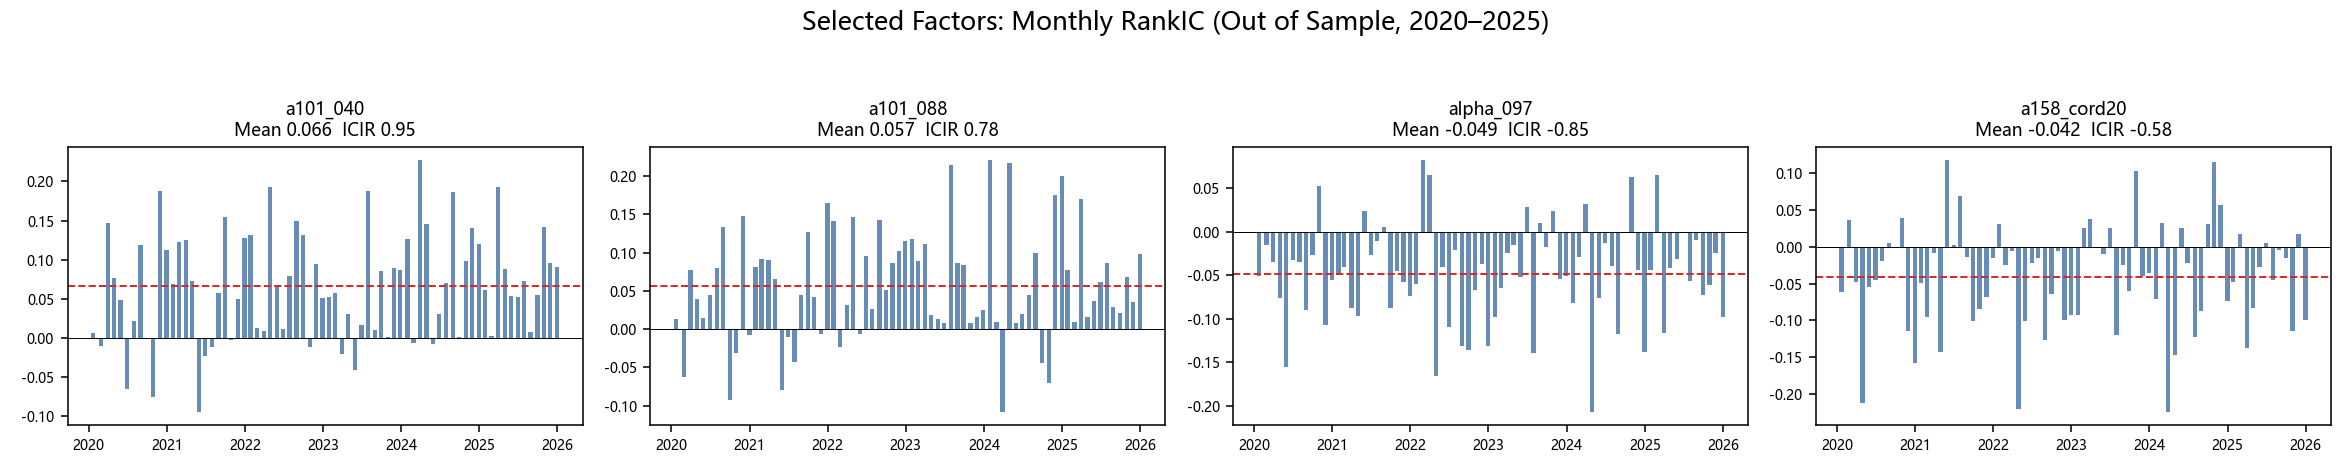 Selected Factors: Monthly RankIC (Out of Sample, 2020–2025)
a101_040
Mean 0.066  ICIR 0.95
0.20
0.15
0.10
0.05
0.00
-0.05
-0.10
2020 2021 2022 2023 2024 2025 2026
a101_088
Mean 0.057  ICIR 0.78
0.20
0.15
0.10
0.05
0.00
-0.05
-0.10
2020 2021 2022 2023 2024 2025 2026
alpha_097
Mean -0.049  ICIR -0.85
0.05
0.00
-0.05
-0.10
-0.15
-0.20
2020 2021 2022 2023 2024 2025 2026
a158_cord20
Mean -0.042  ICIR -0.58
0.10
0.05
0.00
-0.05
-0.10
-0.15
-0.20
2020 2021 2022 2023 2024 2025 2026